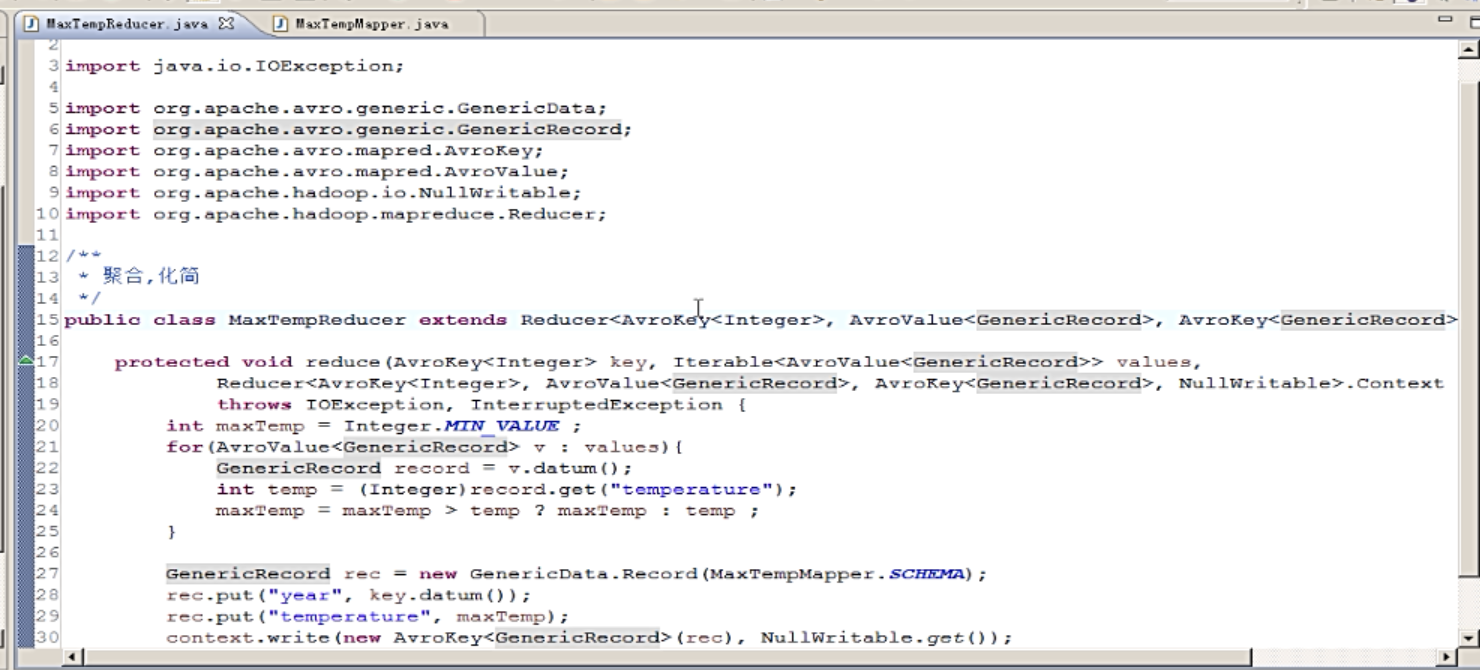 MaxTempReducer.java MaxTempMapper.java
2
3 import java.io.IOException;
4
5 import org.apache.avro.generic.GenericData;
6 import org.apache.avro.generic.GenericRecord;
7 import org.apache.avro.mapred.AvroKey;
8 import org.apache.avro.mapred.AvroValue;
9 import org.apache.hadoop.io.NullWritable;
10 import org.apache.hadoop.mapreduce.Reducer;
11
12 /**
13  * 聚合,化简
14  */
15 public class MaxTempReducer extends Reducer<AvroKey<Integer>, AvroValue<GenericRecord>, AvroKey<GenericRecord>
16
17     protected void reduce(AvroKey<Integer> key, Iterable<AvroValue<GenericRecord>> values,
18             Reducer<AvroKey<Integer>, AvroValue<GenericRecord>, AvroKey<GenericRecord>, NullWritable>.Context
19             throws IOException, InterruptedException {
20         int maxTemp = Integer.MIN_VALUE ;
21         for(AvroValue<GenericRecord> v : values){
22             GenericRecord record = v.datum();
23             int temp = (Integer)record.get("temperature");
24             maxTemp = maxTemp > temp ? maxTemp : temp ;
25         }
26
27         GenericRecord rec = new GenericData.Record(MaxTempMapper.SCHEMA);
28         rec.put("year", key.datum());
29         rec.put("temperature", maxTemp);
30         context.write(new AvroKey<GenericRecord>(rec), NullWritable.get());